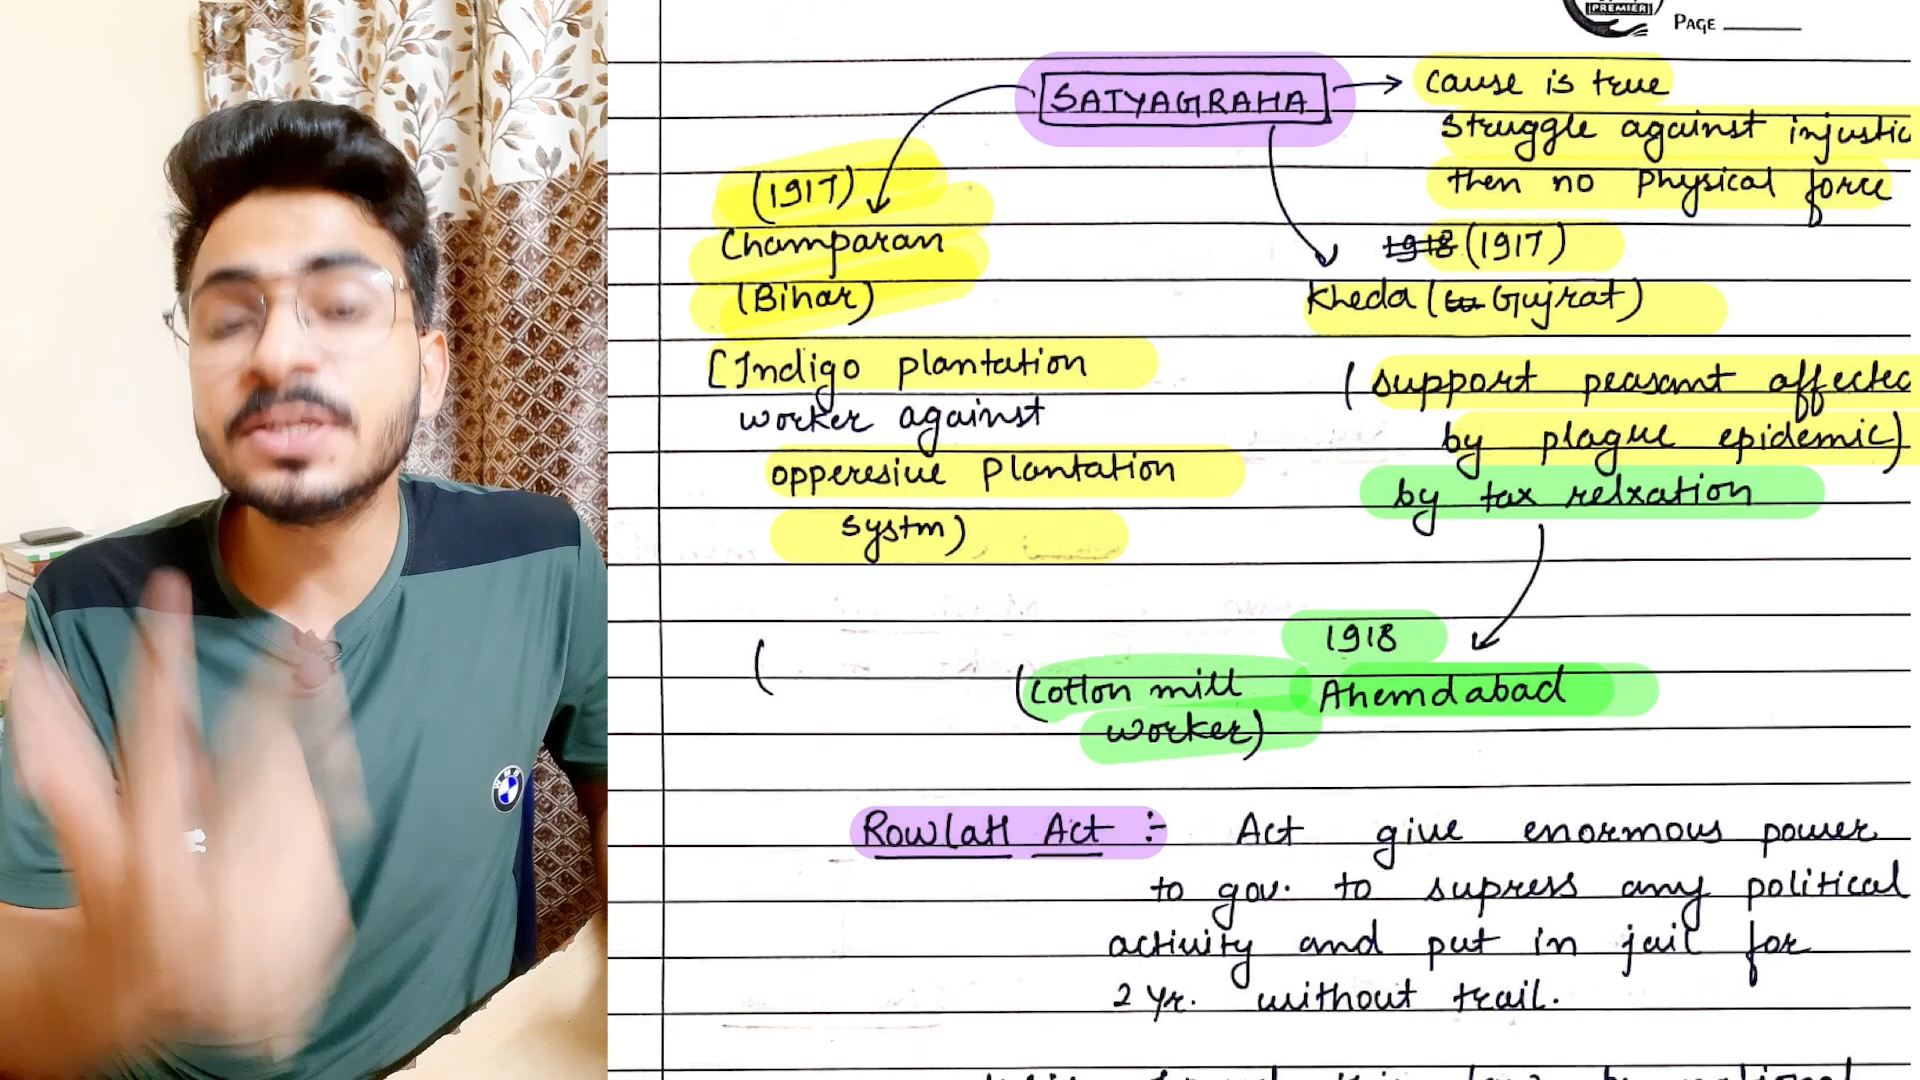 PREMIER
PAGE
SATYAGRAHA
Cause is true
Struggle against injustic
then no Physical force
(1917)
Champaran
(Bihar)
[Indigo plantation
worker against
opperesive Plantation
Systm)
1918 (1917)
Kheda (to Gujrat)
(support peasant affected
by plague epidemic)
by tax relxation
(
1918
(Cotton mill Ahemdabad
worker)
Rowlatt Act :- Act give enormous power
to gov. to supress any political
activity and put in jail for
2 yr. without trail.
BMW